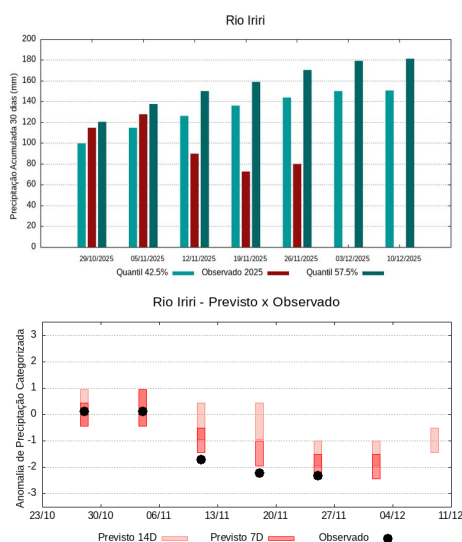 Rio Iriri
Precipitação Acumulada 30 dias (mm)
200
180
160
140
120
100
80
60
40
20
0
29/10/2025 05/11/2025 12/11/2025 19/11/2025 26/11/2025 03/12/2025 10/12/2025
Quantil 42.5% Observado 2025 Quantil 57.5%
Rio Iriri - Previsto x Observado
Anomalia de Precipitação Categorizada
3
2
1
0
-1
-2
-3
23/10 30/10 06/11 13/11 20/11 27/11 04/12 11/12
Previsto 14D Previsto 7D Observado